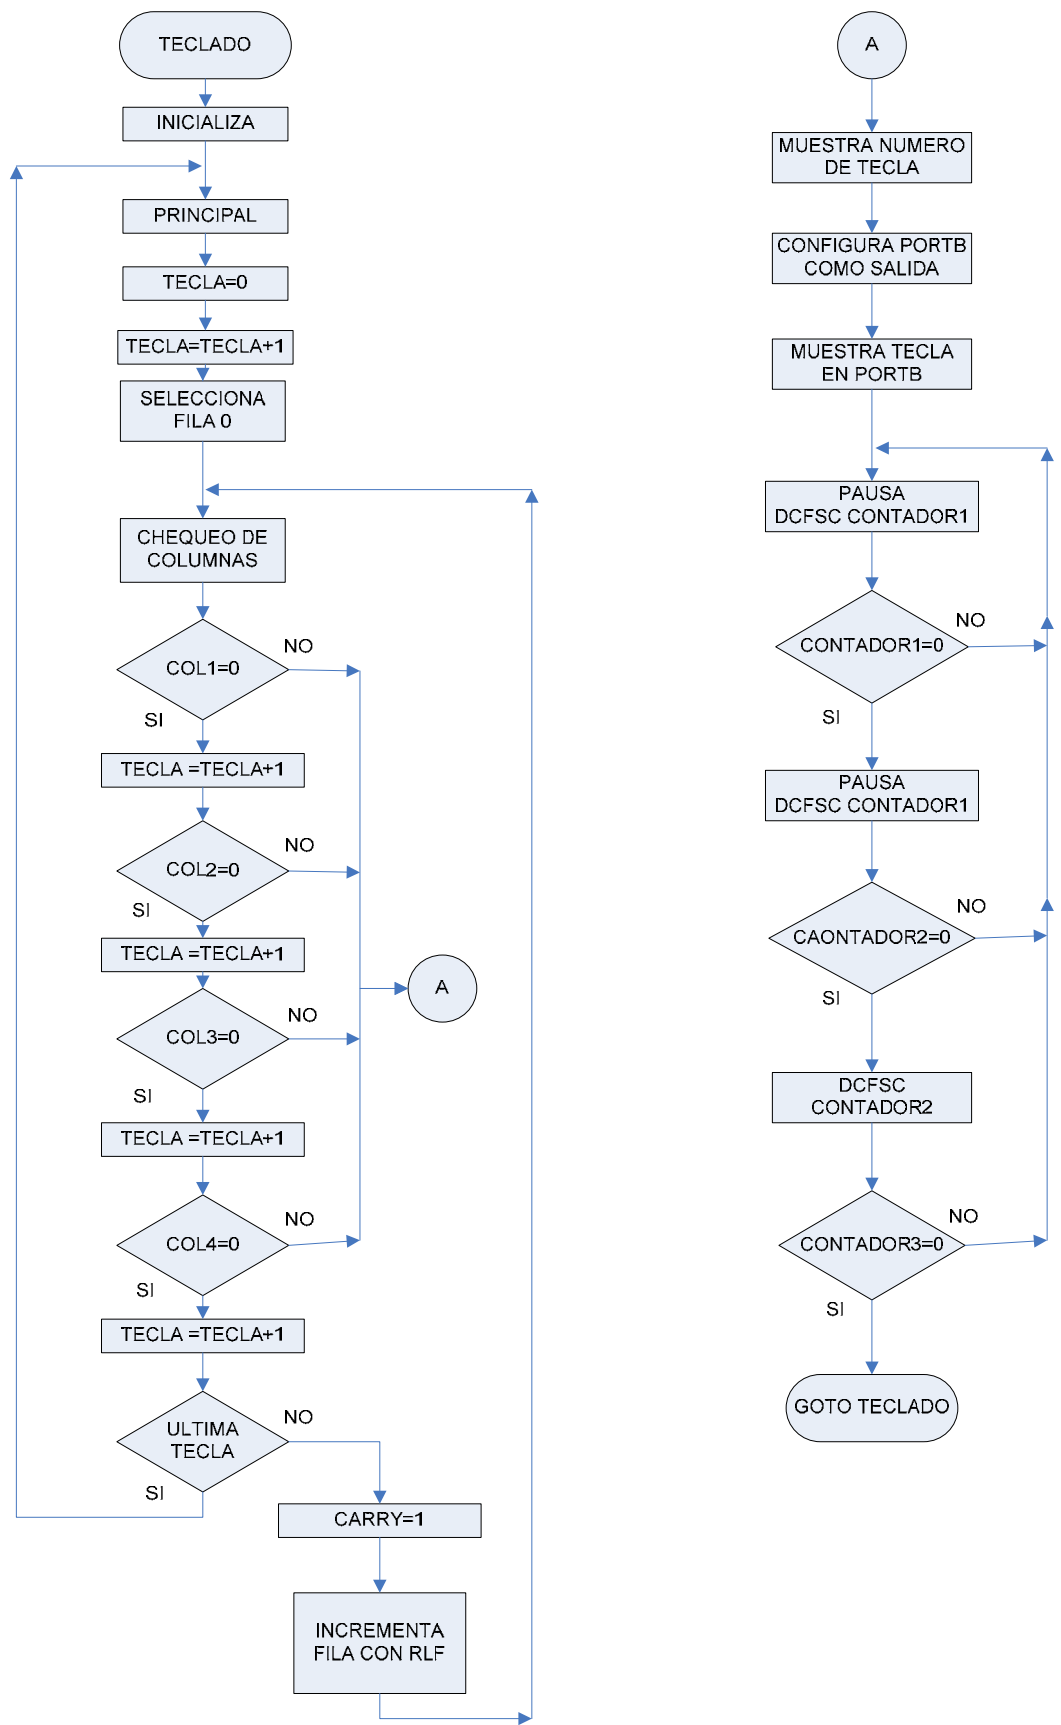 TECLADO
INICIALIZA
PRINCIPAL
TECLA=0
TECLA=TECLA+1
SELECCIONA
FILA 0
CHEQUEO DE
COLUMNAS
COL1=0
NO
SI
TECLA =TECLA+1
COL2=0
NO
SI
TECLA =TECLA+1
COL3=0
NO
SI
TECLA =TECLA+1
COL4=0
NO
SI
TECLA =TECLA+1
ULTIMA
TECLA
NO
SI
CARRY=1
INCREMENTA
FILA CON RLF
A
A
MUESTRA NUMERO
DE TECLA
CONFIGURA PORTB
COMO SALIDA
MUESTRA TECLA
EN PORTB
PAUSA
DCFSC CONTADOR1
CONTADOR1=0
NO
SI
PAUSA
DCFSC CONTADOR1
CAONTADOR2=0
NO
SI
DCFSC
CONTADOR2
CONTADOR3=0
NO
SI
GOTO TECLADO